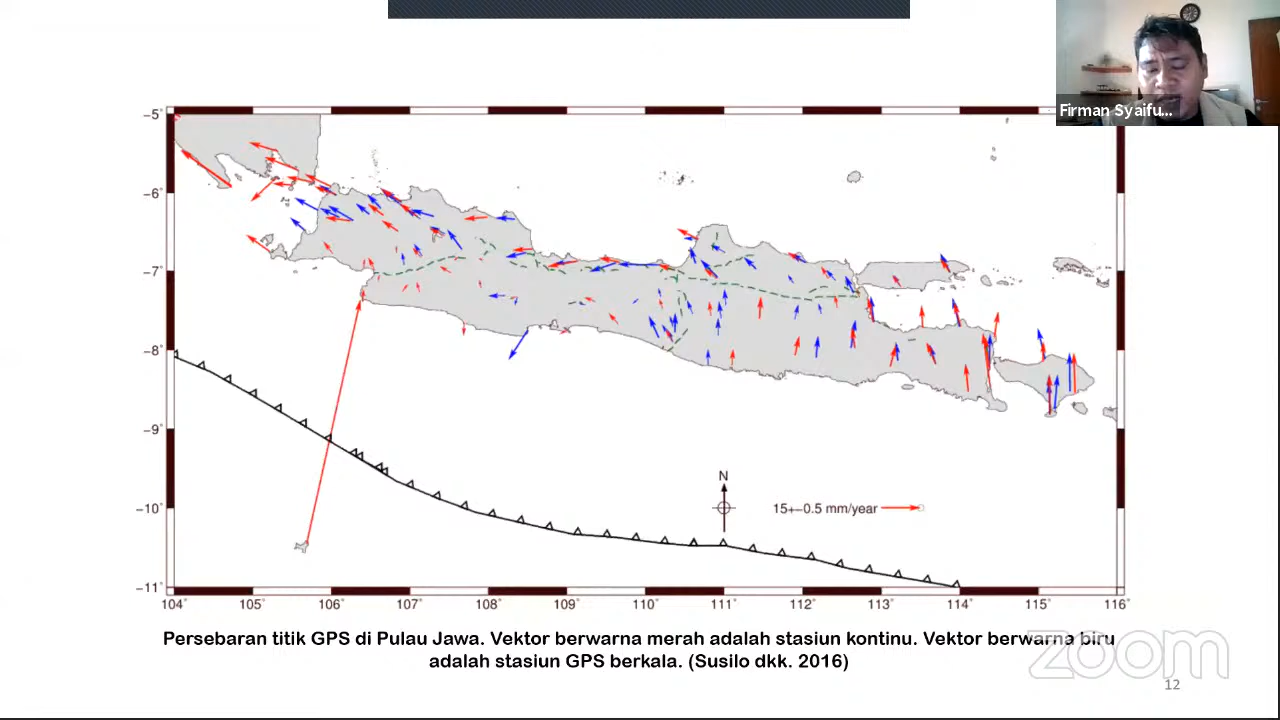 Firman Syaifu...
−5°
−6°
−7°
−8°
−9°
−10°
−11°
N
15+−0.5 mm/year
104° 105° 106° 107° 108° 109° 110° 111° 112° 113° 114° 115° 116°
Persebaran titik GPS di Pulau Jawa. Vektor berwarna merah adalah stasiun kontinu. Vektor berwarna biru
adalah stasiun GPS berkala. (Susilo dkk. 2016)
zoom
12